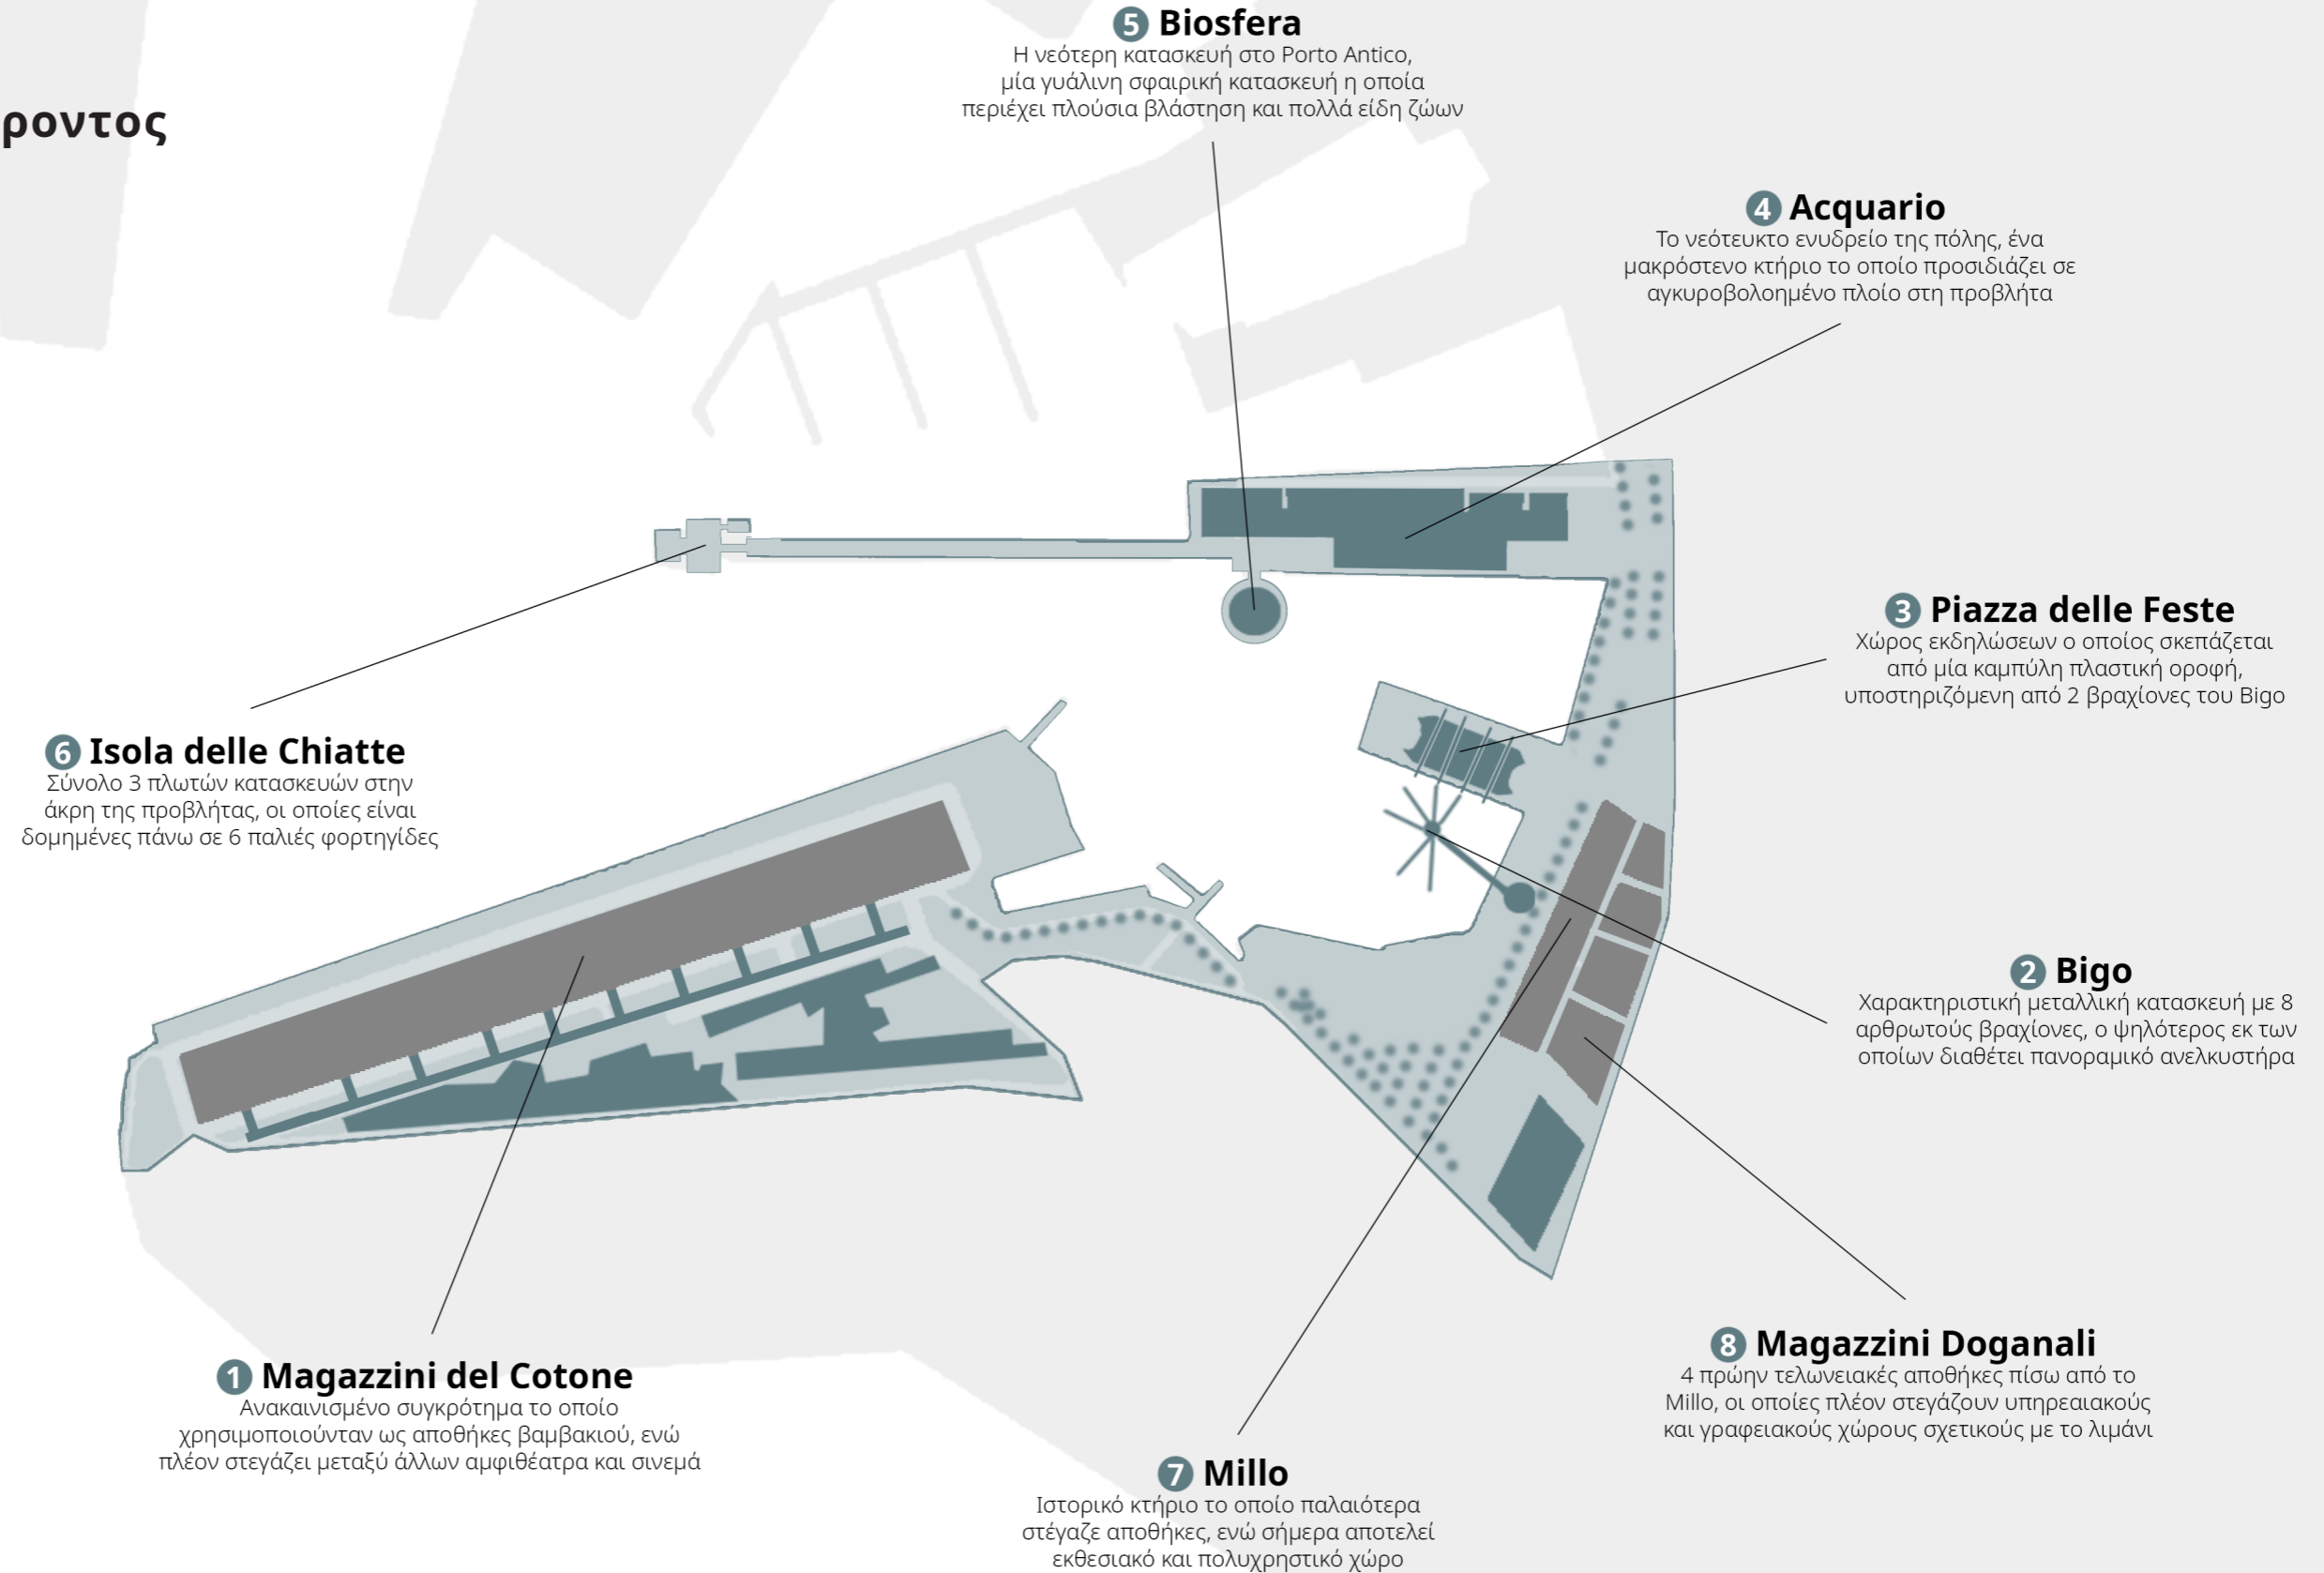 ροντος
5 Biosfera
Η νεότερη κατασκευή στο Porto Antico,
μία γυάλινη σφαιρική κατασκευή η οποία
περιέχει πλούσια βλάστηση και πολλά είδη ζώων
4 Acquario
Το νεότευκτο ενυδρείο της πόλης, ένα
μακρόστενο κτήριο το οποίο προσιδιάζει σε
αγκυροβολοημένο πλοίο στη προβλήτα
3 Piazza delle Feste
Χώρος εκδηλώσεων ο οποίος σκεπάζεται
από μία καμπύλη πλαστική οροφή,
υποστηριζόμενη από 2 βραχίονες του Bigo
6 Isola delle Chiatte
Σύνολο 3 πλωτών κατασκευών στην
άκρη της προβλήτας, οι οποίες είναι
δομημένες πάνω σε 6 παλιές φορτηγίδες
2 Bigo
Χαρακτηριστική μεταλλική κατασκευή με 8
αρθρωτούς βραχίονες, ο ψηλότερος εκ των
οποίων διαθέτει πανοραμικό ανελκυστήρα
8 Magazzini Doganali
4 πρώην τελωνειακές αποθήκες πίσω από το
Millo, οι οποίες πλέον στεγάζουν υπηρεαιακούς
και γραφειακούς χώρους σχετικούς με το λιμάνι
1 Magazzini del Cotone
Ανακαινισμένο συγκρότημα το οποίο
χρησιμοποιούνταν ως αποθήκες βαμβακιού, ενώ
πλέον στεγάζει μεταξύ άλλων αμφιθέατρα και σινεμά
7 Millo
Ιστορικό κτήριο το οποίο παλαιότερα
στέγαζε αποθήκες, ενώ σήμερα αποτελεί
εκθεσιακό και πολυχρηστικό χώρο